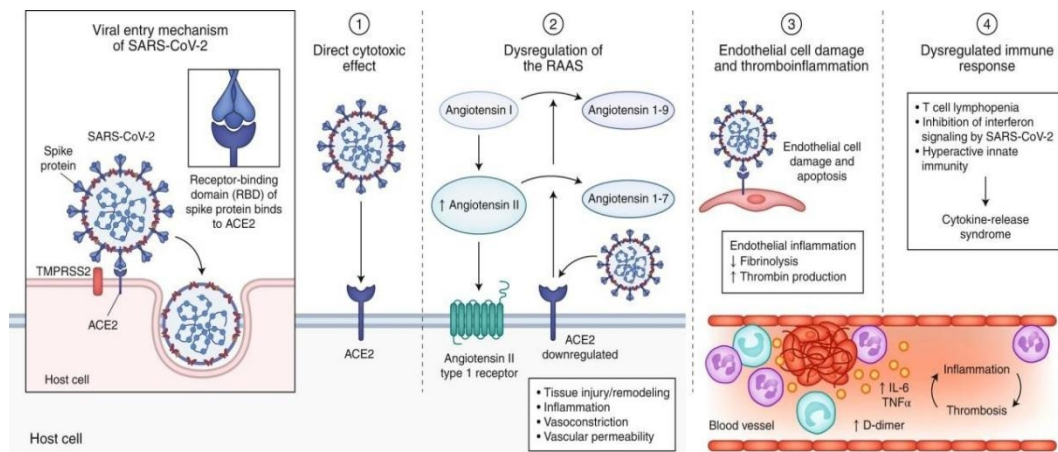 Viral entry mechanism
of SARS-CoV-2
SARS-CoV-2
Spike
protein
Receptor-binding
domain (RBD) of
spike protein binds
to ACE2
TMPRSS2
ACE2
Host cell
Host cell
1
Direct cytotoxic
effect
ACE2
2
Dysregulation of
the RAAS
Angiotensin I
Angiotensin 1-9
↑ Angiotensin II
Angiotensin 1-7
Angiotensin II
type 1 receptor
ACE2
downregulated
• Tissue injury/remodeling
• Inflammation
• Vasoconstriction
• Vascular permeability
3
Endothelial cell damage
and thromboinflammation
Endothelial cell
damage and
apoptosis
Endothelial inflammation
↓ Fibrinolysis
↑ Thrombin production
4
Dysregulated immune
response
• T cell lymphopenia
• Inhibition of interferon
signaling by SARS-CoV-2
• Hyperactive innate
immunity
Cytokine-release
syndrome
↑ IL-6
TNFα
↑ D-dimer
Blood vessel
Inflammation
Thrombosis